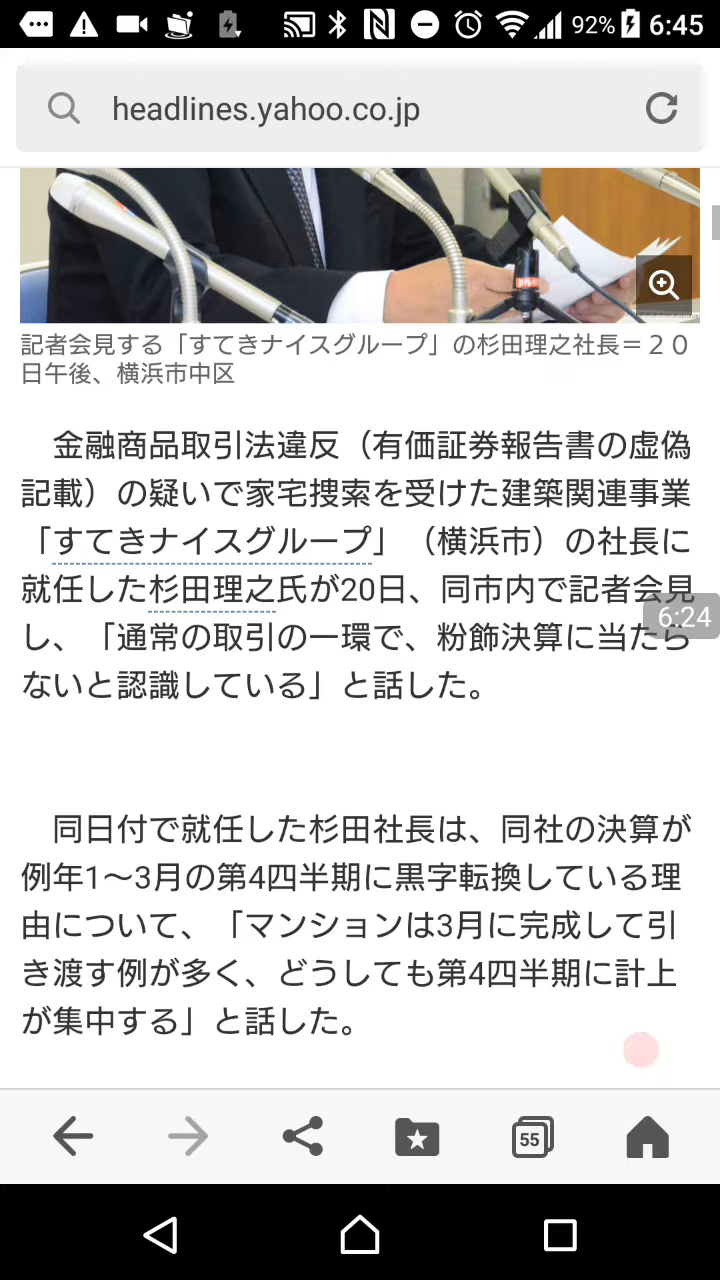 92% 6:45
headlines.yahoo.co.jp
記者会見する「すてきナイスグループ」の杉田理之社長＝２０
日午後、横浜市中区
金融商品取引法違反（有価証券報告書の虚偽
記載）の疑いで家宅捜索を受けた建築関連事業
「すてきナイスグループ」（横浜市）の社長に
就任した杉田理之氏が20日、同市内で記者会見
6:24
し、「通常の取引の一環で、粉飾決算に当たら
ないと認識している」と話した。
同日付で就任した杉田社長は、同社の決算が
例年1〜3月の第4四半期に黒字転換している理
由について、「マンションは3月に完成して引
き渡す例が多く、どうしても第4四半期に計上
が集中する」と話した。
55